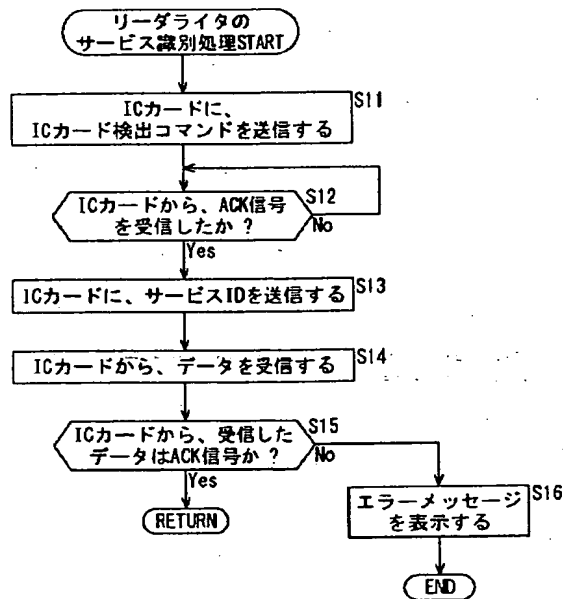 リーダライタの
サービス識別処理START
S11
ICカードに、
ICカード検出コマンドを送信する
S12
ICカードから、ACK信号
を受信したか ?
No
Yes
S13
ICカードに、サービスIDを送信する
S14
ICカードから、データを受信する
S15
ICカードから、受信した
データはACK信号か ?
No
Yes
RETURN
S16
エラーメッセージ
を表示する
END